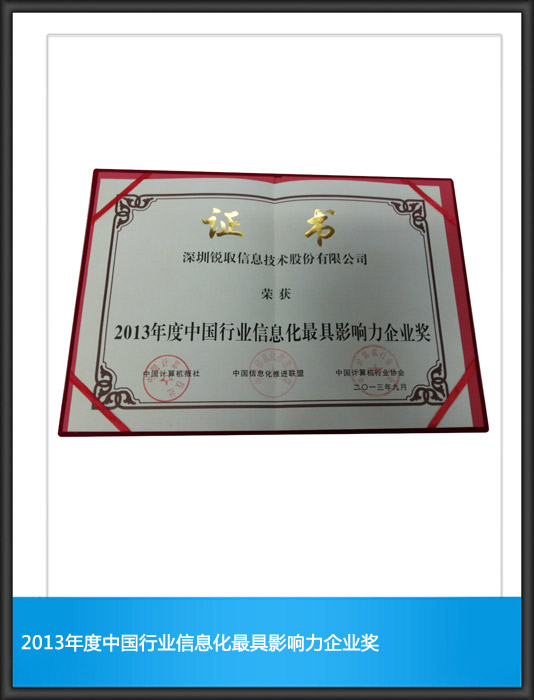 证 书
深圳锐取信息技术股份有限公司
荣 获
2013年度中国行业信息化最具影响力企业奖
中国计算机报社 中国信息化推进联盟 中国计算机行业协会
二〇一三年九月
2013年度中国行业信息化最具影响力企业奖